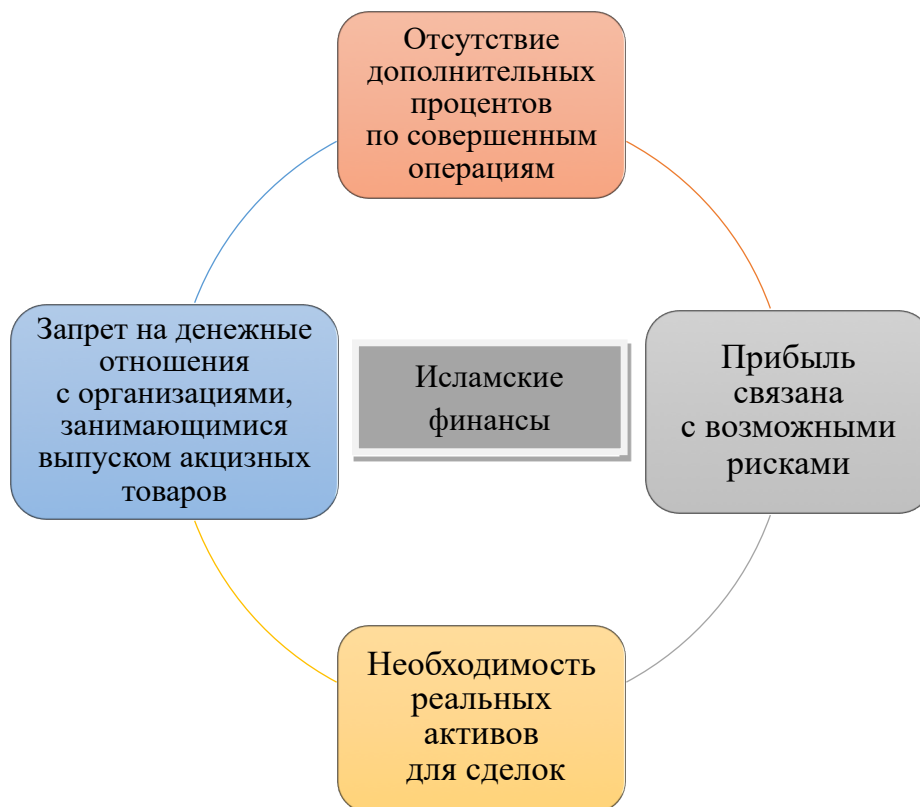 Отсутствие
дополнительных
процентов
по совершенным
операциям
Запрет на денежные
отношения
с организациями,
занимающимися
выпуском акцизных
товаров
Исламские
финансы
Прибыль
связана
с возможными
рисками
Необходимость
реальных
активов
для сделок